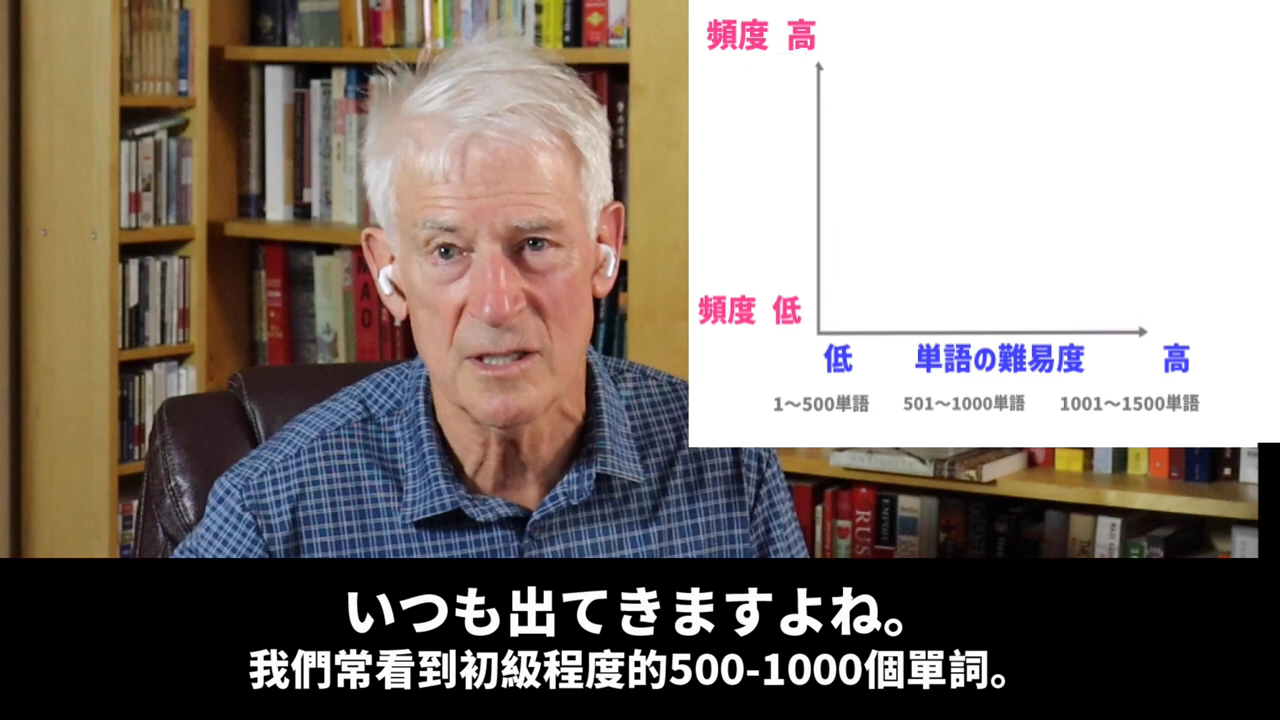 頻度 高
頻度 低
低 単語の難易度 高
1～500単語 501～1000単語 1001～1500単語
MAD
RUS
いつも出てきますよね。
我們常看到初級程度的500-1000個單詞。